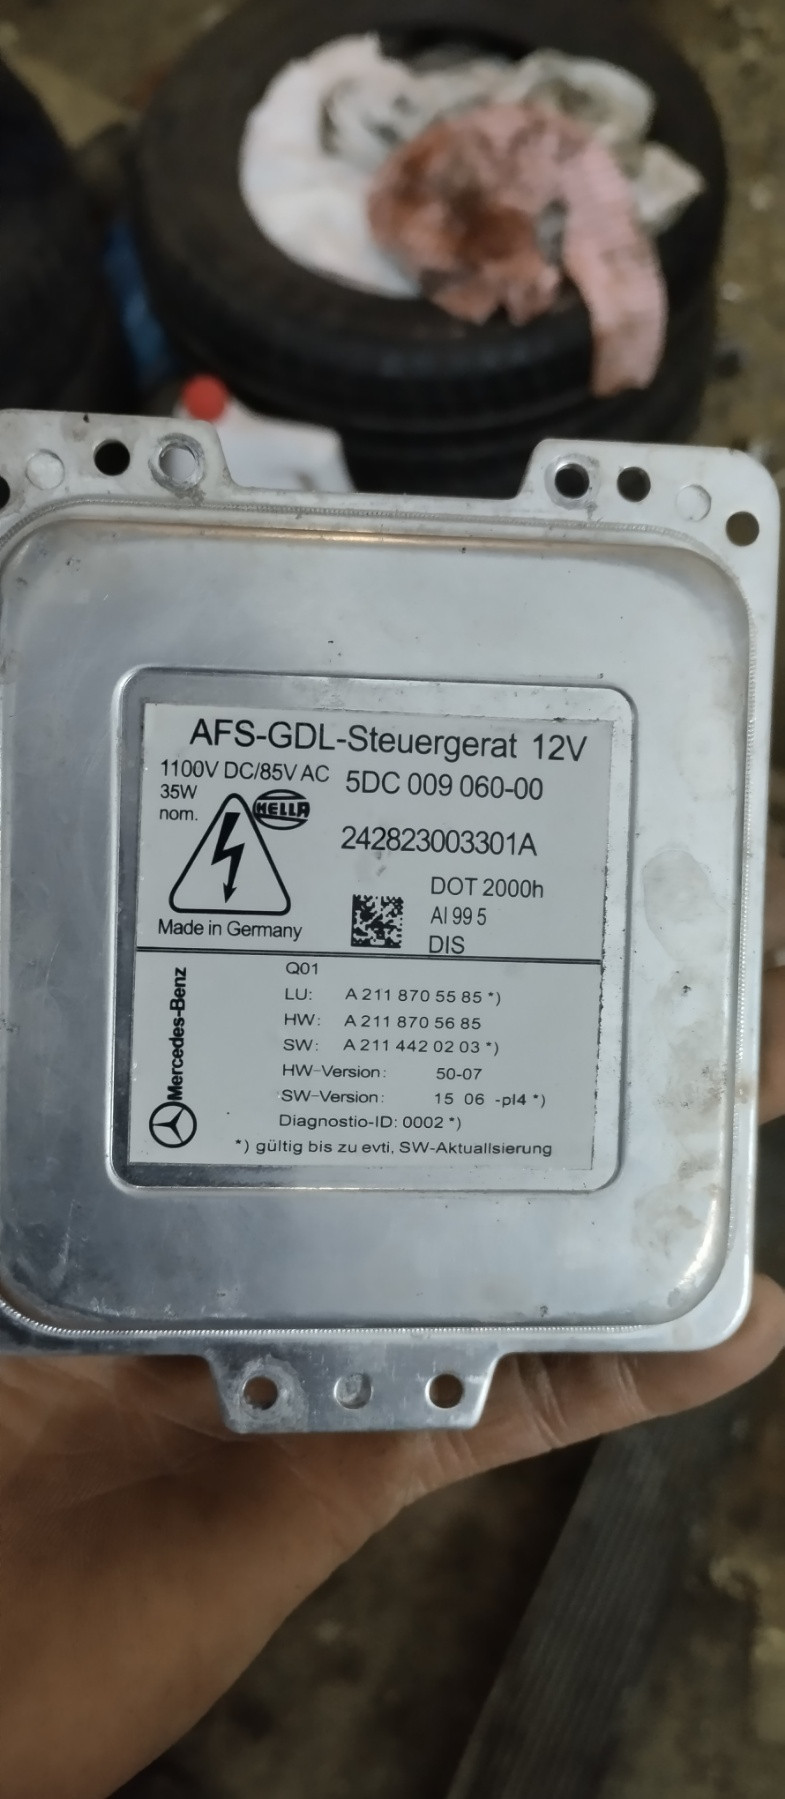 AFS-GDL-Steuergerat 12V
1100V DC/85V AC 5DC 009 060-00
35W
nom.
HELLA
242823003301A
DOT 2000h
AI 99 5
DIS
Made in Germany
Mercedes-Benz
Q01
LU: A 211 870 55 85 *)
HW: A 211 870 56 85
SW: A 211 442 02 03 *)
HW-Version: 50-07
SW-Version: 15 06 -pl4 *)
Diagnostio-ID: 0002 *)
*) gültig bis zu evti, SW-Aktuallsierung